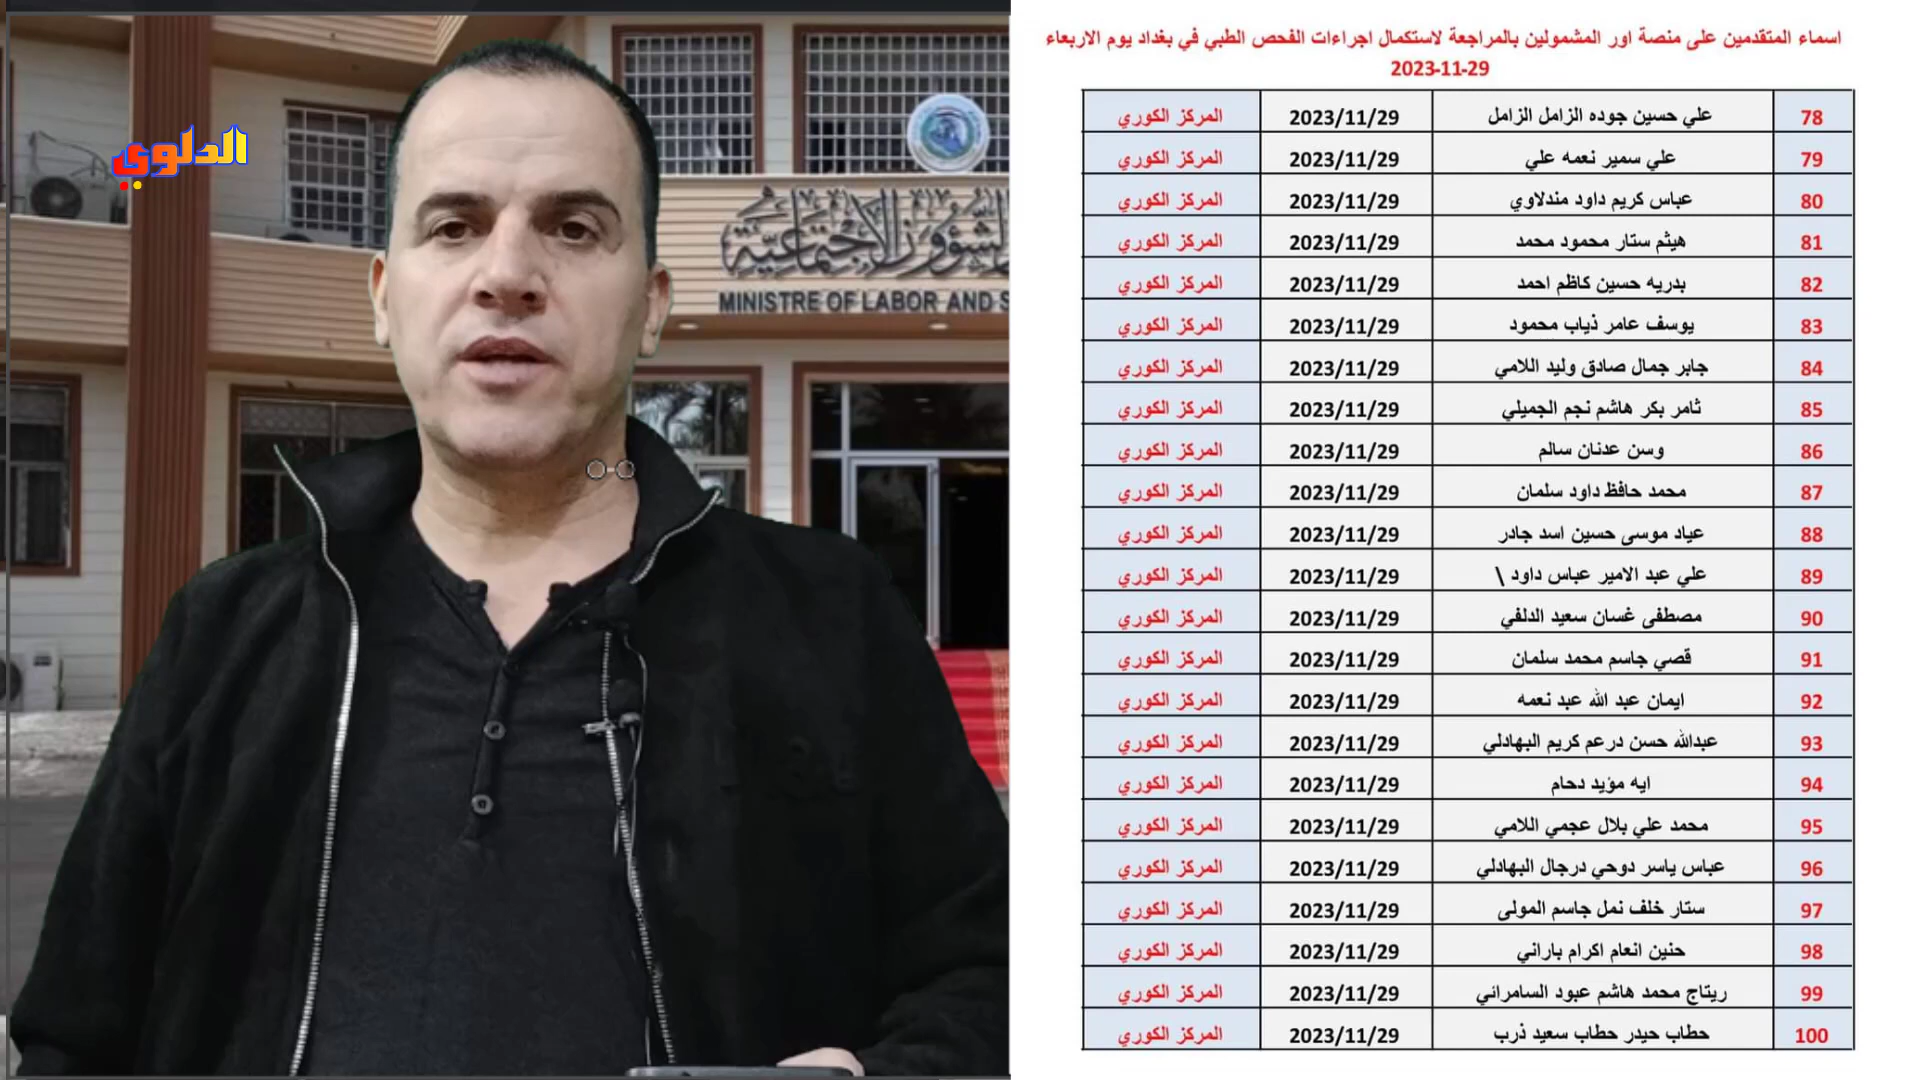 الدلوي
الشؤون الاجتماعية
MINISTRE OF LABOR AND S
اسماء المتقدمين على منصة اور المشمولين بالمراجعة لاستكمال اجراءات الفحص الطبي في بغداد يوم الاربعاء
2023-11-29
78 علي حسين جوده الزامل الزامل 2023/11/29 المركز الكوري
79 علي سمير نعمه علي 2023/11/29 المركز الكوري
80 عباس كريم داود مندلاوي 2023/11/29 المركز الكوري
81 هيثم ستار محمود محمد 2023/11/29 المركز الكوري
82 بدريه حسين كاظم احمد 2023/11/29 المركز الكوري
83 يوسف عامر ذياب محمود 2023/11/29 المركز الكوري
84 جابر جمال صادق وليد اللامي 2023/11/29 المركز الكوري
85 ثامر بكر هاشم نجم الجميلي 2023/11/29 المركز الكوري
86 وسن عدنان سالم 2023/11/29 المركز الكوري
87 محمد حافظ داود سلمان 2023/11/29 المركز الكوري
88 عياد موسى حسين اسد جادر 2023/11/29 المركز الكوري
89 علي عبد الامير عباس داود \ 2023/11/29 المركز الكوري
90 مصطفى غسان سعيد الدلفي 2023/11/29 المركز الكوري
91 قصي جاسم محمد سلمان 2023/11/29 المركز الكوري
92 ايمان عبد الله عبد نعمه 2023/11/29 المركز الكوري
93 عبدالله حسن درعم كريم البهادلي 2023/11/29 المركز الكوري
94 ايه مؤيد دحام 2023/11/29 المركز الكوري
95 محمد علي بلال عجمي اللامي 2023/11/29 المركز الكوري
96 عباس ياسر دوحي درجال البهادلي 2023/11/29 المركز الكوري
97 ستار خلف نمل جاسم المولى 2023/11/29 المركز الكوري
98 حنين انعام اكرام باراني 2023/11/29 المركز الكوري
99 ريتاج محمد هاشم عبود السامرائي 2023/11/29 المركز الكوري
100 حطاب حيدر حطاب سعيد ذرب 2023/11/29 المركز الكوري